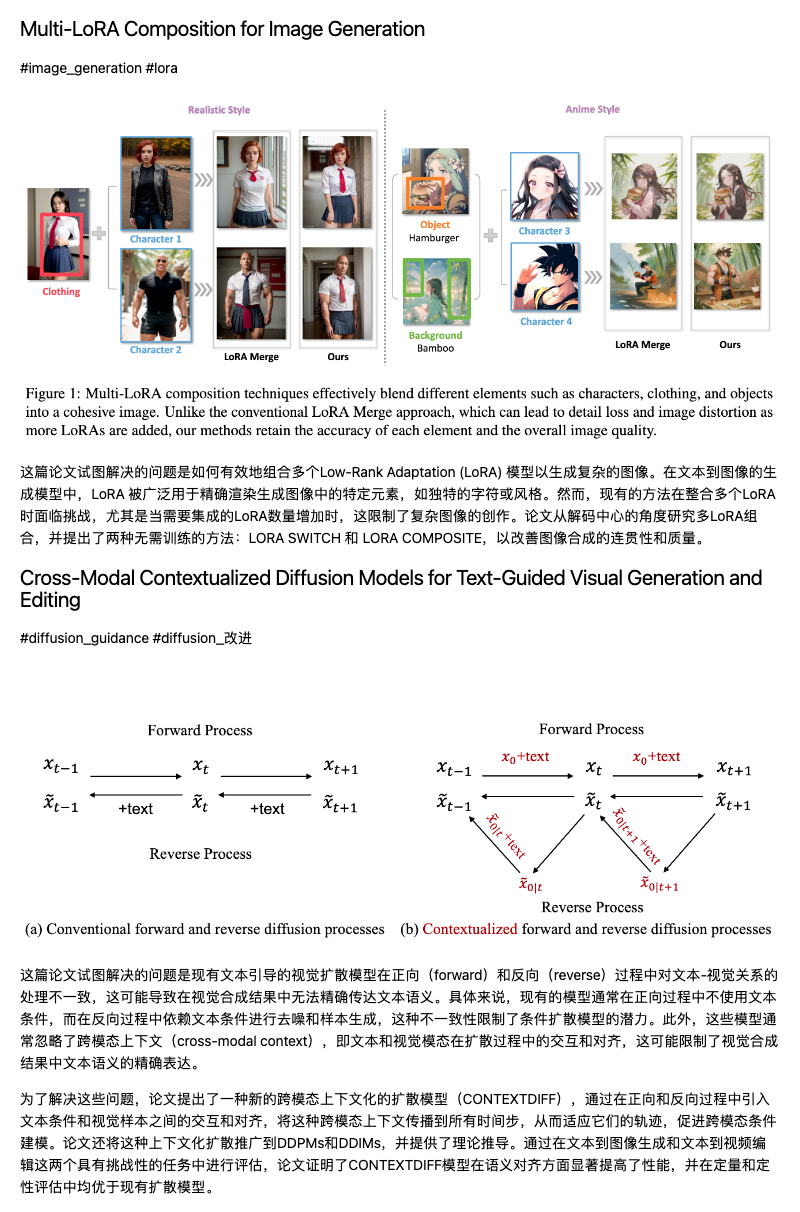 Multi-LoRA Composition for Image Generation
#image_generation #lora
Realistic Style
Anime Style
Clothing
Character 1
Character 2
LoRA Merge
Ours
Object
Hamburger
Background
Bamboo
Character 3
Character 4
LoRA Merge
Ours
Figure 1: Multi-LoRA composition techniques effectively blend different elements such as characters, clothing, and objects
into a cohesive image. Unlike the conventional LoRA Merge approach, which can lead to detail loss and image distortion as
more LoRAs are added, our methods retain the accuracy of each element and the overall image quality.
这篇论文试图解决的问题是如何有效地组合多个Low-Rank Adaptation (LoRA) 模型以生成复杂的图像。在文本到图像的生
成模型中，LoRA 被广泛用于精确渲染生成图像中的特定元素，如独特的字符或风格。然而，现有的方法在整合多个LoRA
时面临挑战，尤其是当需要集成的LoRA数量增加时，这限制了复杂图像的创作。论文从解码中心的角度研究多LoRA组
合，并提出了两种无需训练的方法：LORA SWITCH 和 LORA COMPOSITE，以改善图像合成的连贯性和质量。
Cross-Modal Contextualized Diffusion Models for Text-Guided Visual Generation and
Editing
#diffusion_guidance #diffusion_改进
Forward Process
x_{t−1} x_t x_{t+1}
x̃_{t−1} +text x̃_t +text x̃_{t+1}
Reverse Process
(a) Conventional forward and reverse diffusion processes
Forward Process
x_{t−1} x_0+text x_t x_0+text x_{t+1}
x̃_{t−1} x̃_t x̃_{t+1}
x̃_{0|t}+text x̃_{0|t+1}+text
x̃_{0|t} x̃_{0|t+1}
Reverse Process
(b) Contextualized forward and reverse diffusion processes
这篇论文试图解决的问题是现有文本引导的视觉扩散模型在正向（forward）和反向（reverse）过程中对文本-视觉关系的
处理不一致，这可能导致在视觉合成结果中无法精确传达文本语义。具体来说，现有的模型通常在正向过程中不使用文本
条件，而在反向过程中依赖文本条件进行去噪和样本生成，这种不一致性限制了条件扩散模型的潜力。此外，这些模型通
常忽略了跨模态上下文（cross-modal context），即文本和视觉模态在扩散过程中的交互和对齐，这可能限制了视觉合成
结果中文本语义的精确表达。
为了解决这些问题，论文提出了一种新的跨模态上下文化的扩散模型（CONTEXTDIFF），通过在正向和反向过程中引入
文本条件和视觉样本之间的交互和对齐，将这种跨模态上下文传播到所有时间步，从而适应它们的轨迹，促进跨模态条件
建模。论文还将这种上下文化扩散推广到DDPMs和DDIMs，并提供了理论推导。通过在文本到图像生成和文本到视频编
辑这两个具有挑战性的任务中进行评估，论文证明了CONTEXTDIFF模型在语义对齐方面显著提高了性能，并在定量和定
性评估中均优于现有扩散模型。